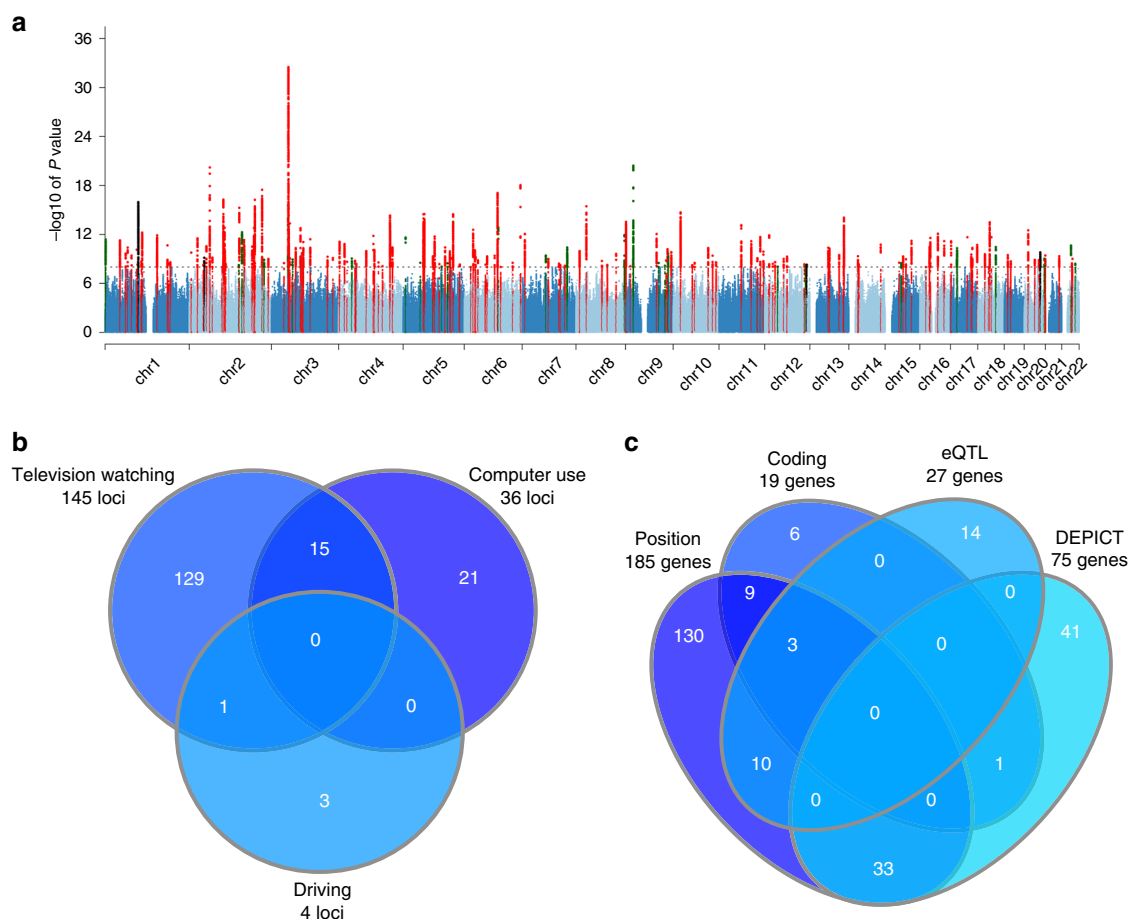 a
36
30
24
18
12
6
0
–log10 of P value
chr1
chr2
chr3
chr4
chr5
chr6
chr7
chr8
chr9
chr10
chr11
chr12
chr13
chr14
chr15
chr16
chr17
chr18
chr19
chr20
chr21
chr22
b
Television watching
145 loci
Computer use
36 loci
129
15
21
0
1
0
3
Driving
4 loci
c
Coding
19 genes
eQTL
27 genes
Position
185 genes
DEPICT
75 genes
6
0
14
9
0
130
3
0
41
0
10
1
0
0
33